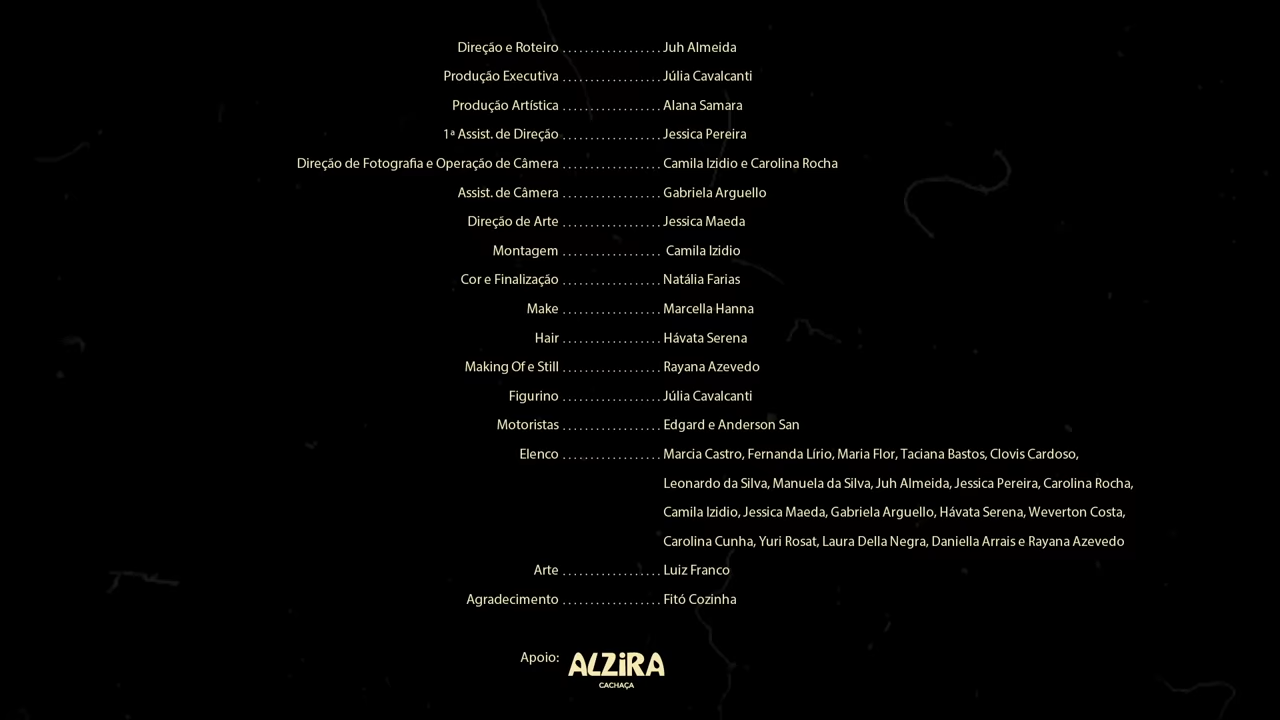 Direção e Roteiro .................. Juh Almeida
Produção Executiva .................. Júlia Cavalcanti
Produção Artística .................. Alana Samara
1ª Assist. de Direção .................. Jessica Pereira
Direção de Fotografia e Operação de Câmera .................. Camila Izidio e Carolina Rocha
Assist. de Câmera .................. Gabriela Arguello
Direção de Arte .................. Jessica Maeda
Montagem .................. Camila Izidio
Cor e Finalização .................. Natália Farias
Make .................. Marcella Hanna
Hair .................. Hávata Serena
Making Of e Still .................. Rayana Azevedo
Figurino .................. Júlia Cavalcanti
Motoristas .................. Edgard e Anderson San
Elenco .................. Marcia Castro, Fernanda Lírio, Maria Flor, Taciana Bastos, Clovis Cardoso,
Leonardo da Silva, Manuela da Silva, Juh Almeida, Jessica Pereira, Carolina Rocha,
Camila Izidio, Jessica Maeda, Gabriela Arguello, Hávata Serena, Weverton Costa,
Carolina Cunha, Yuri Rosat, Laura Della Negra, Daniella Arrais e Rayana Azevedo
Arte .................. Luiz Franco
Agradecimento .................. Fitó Cozinha
Apoio: ALZiRA
CACHAÇA